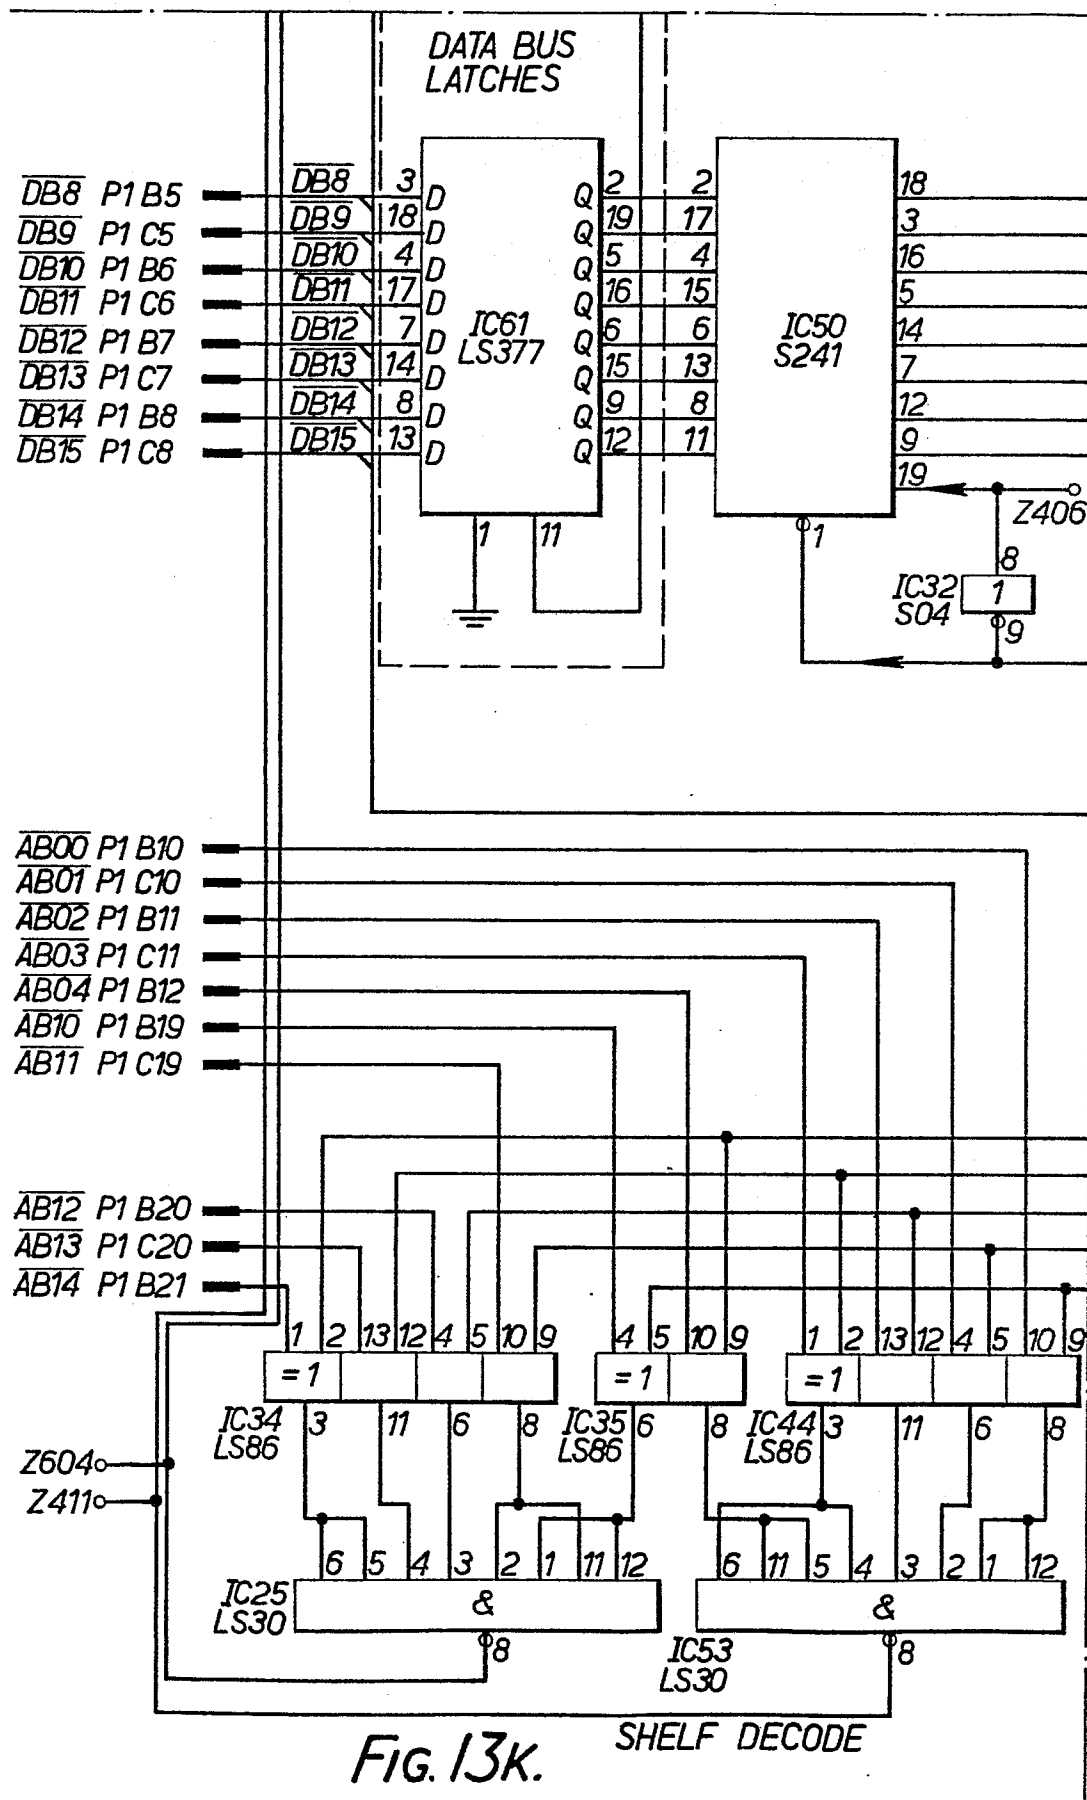 DATA BUS
LATCHES
DB8 P1 B5 DB8 3 D Q 2 2 18
DB9 P1 C5 DB9 18 D Q 19 17 3
DB10 P1 B6 DB10 4 D Q 5 4 16
DB11 P1 C6 DB11 17 D Q 16 15 5
DB12 P1 B7 DB12 7 D Q 6 6 14
DB13 P1 C7 DB13 14 D Q 15 13 7
DB14 P1 B8 DB14 8 D Q 9 8 12
DB15 P1 C8 DB15 13 D Q 12 11 9
IC61
LS377
IC50
S241
19
Z406
1 11 1
8
IC32
S04
1
9
AB00 P1 B10
AB01 P1 C10
AB02 P1 B11
AB03 P1 C11
AB04 P1 B12
AB10 P1 B19
AB11 P1 C19
AB12 P1 B20
AB13 P1 C20
AB14 P1 B21
1 2 13 12 4 5 10 9 4 5 10 9 1 2 13 12 4 5 10 9
=1 =1 =1
IC34
LS86
3 11 6 8
IC35
LS86
6 8
IC44
LS86
3 11 6 8
Z604
Z411
6 5 4 3 2 1 11 12 6 11 5 4 3 2 1 12
IC25
LS30
&
8
&
IC53
LS30
8
SHELF DECODE
FIG. 13K.